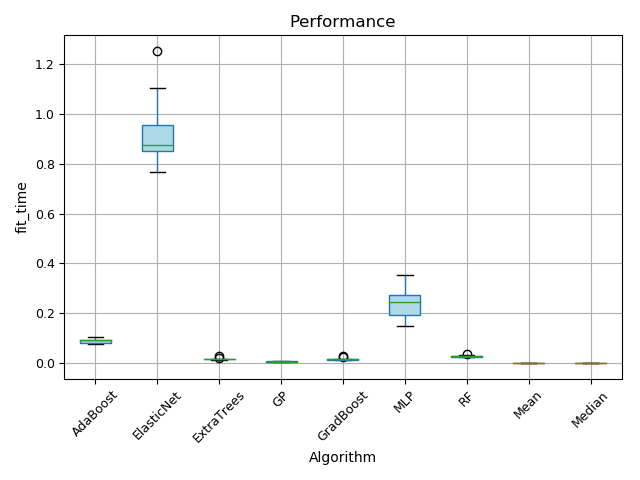 Performance
fit_time
1.2
1.0
0.8
0.6
0.4
0.2
0.0
AdaBoost
ElasticNet
ExtraTrees
GP
GradBoost
MLP
RF
Mean
Median
Algorithm